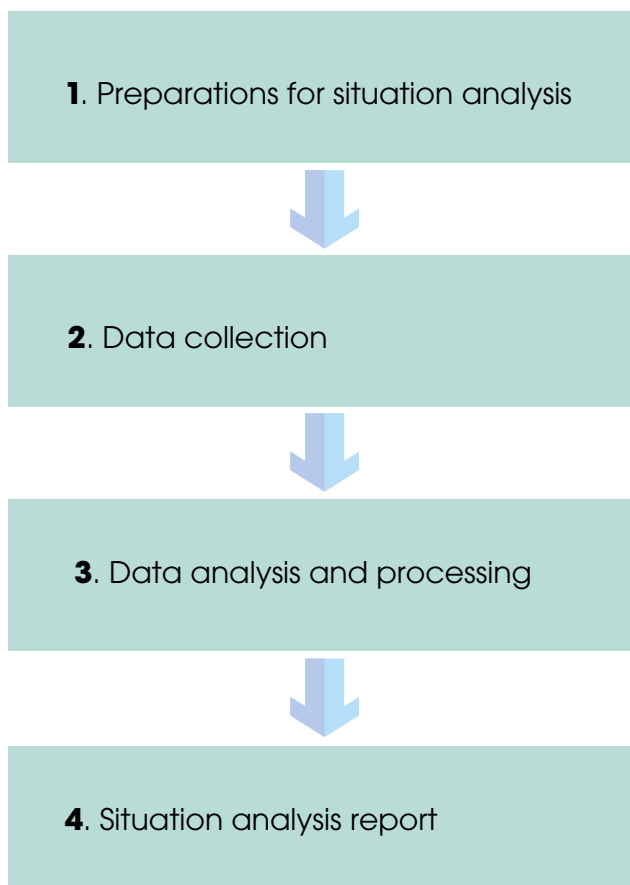 1. Preparations for situation analysis
2. Data collection
3. Data analysis and processing
4. Situation analysis report